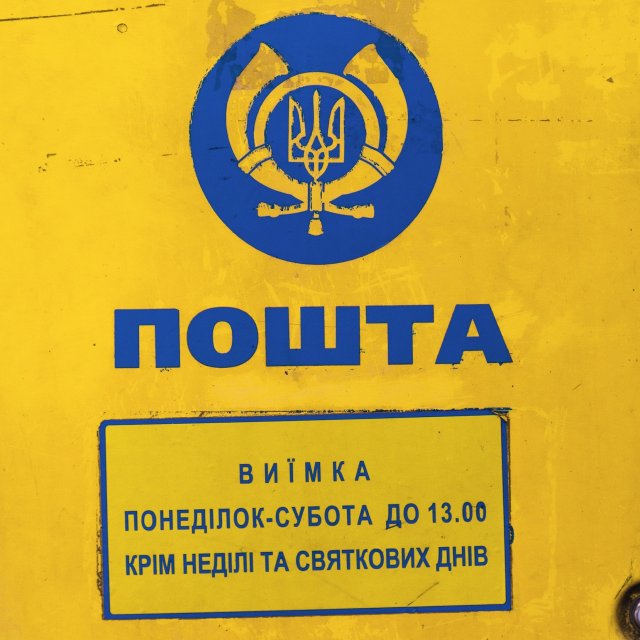 ПОШТА
ВИЇМКА
ПОНЕДІЛОК-СУБОТА ДО 13.00
КРІМ НЕДІЛІ ТА СВЯТКОВИХ ДНІВ